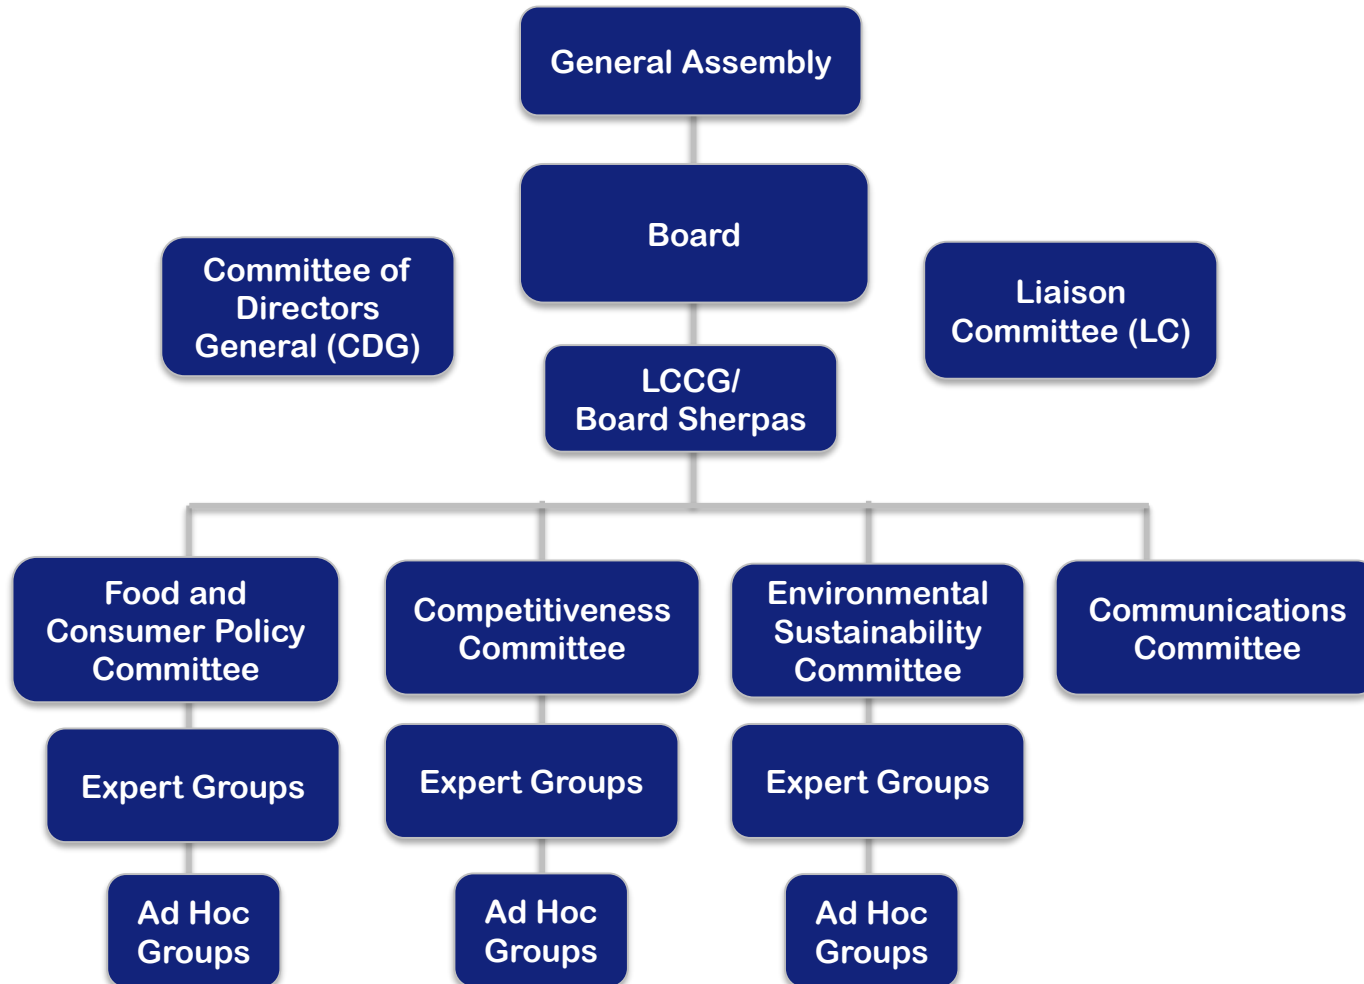 General Assembly
Board
Committee of
Directors
General (CDG)
Liaison
Committee (LC)
LCCG/
Board Sherpas
Food and
Consumer Policy
Committee
Competitiveness
Committee
Environmental
Sustainability
Committee
Communications
Committee
Expert Groups
Expert Groups
Expert Groups
Ad Hoc
Groups
Ad Hoc
Groups
Ad Hoc
Groups